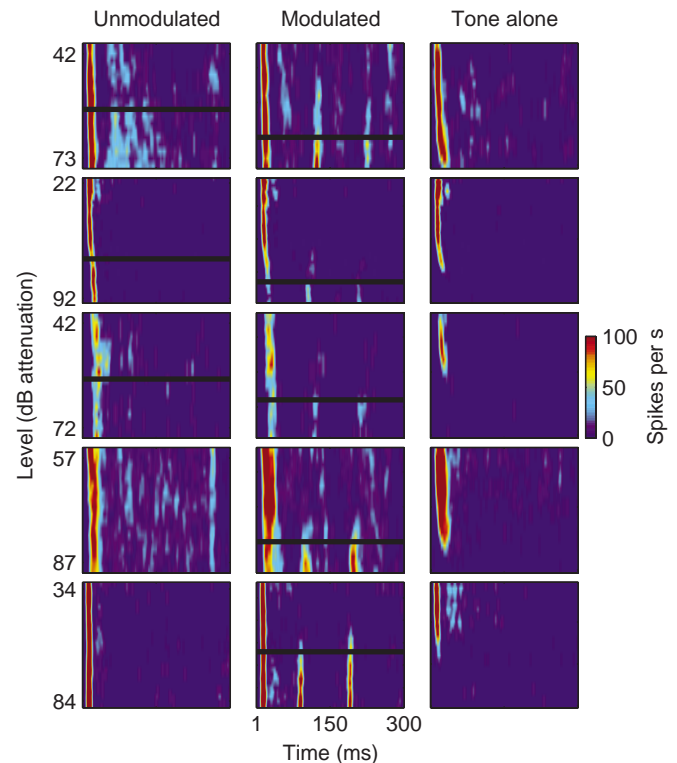 Unmodulated Modulated Tone alone
42
73
22
92
42
72
57
87
34
84
Level (dB attenuation)
1 150 300
Time (ms)
100
50
0
Spikes per s